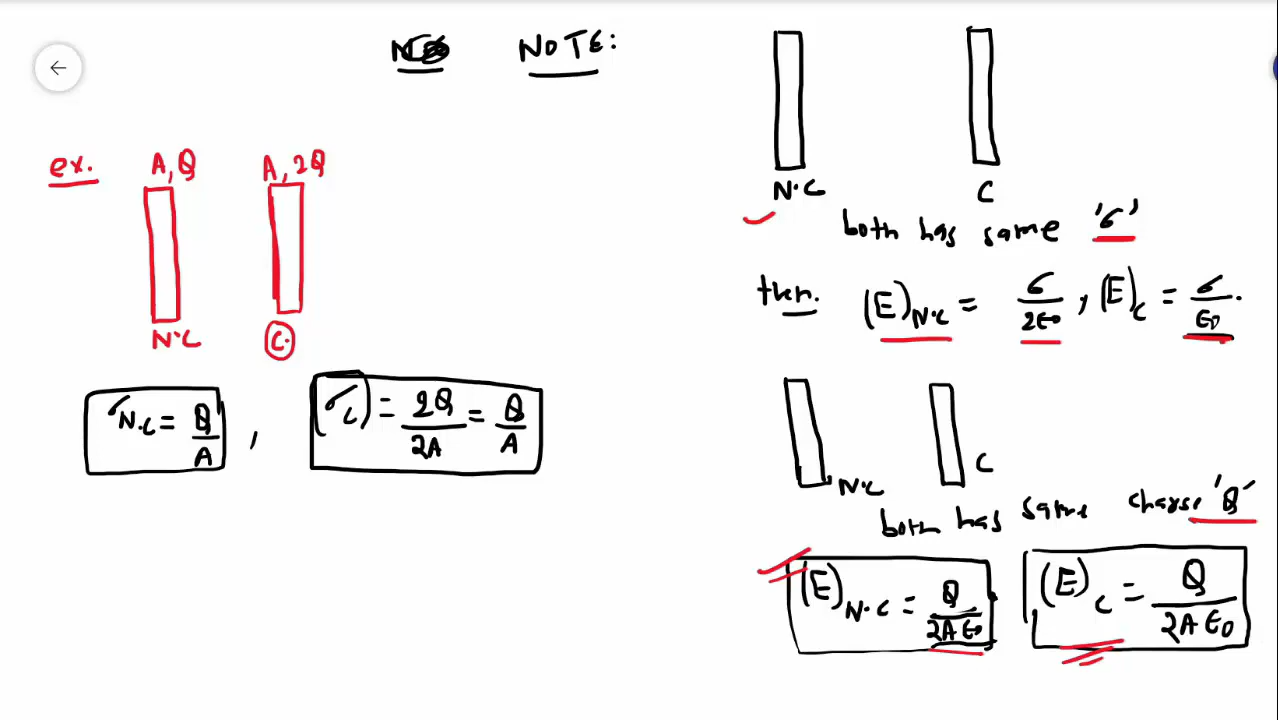 NOTE:
ex. A, Q A, 2Q
N.C C.
σN.C = Q/A , (σC) = 2Q/2A = Q/A
N.C C
both has same 'σ'
then. (E)N.C = σ/2ε0 , (E)C = σ/ε0.
N.C C
both has same charge 'Q'
(E)N.C = Q/2Aε0 (E)C = Q/2Aε0